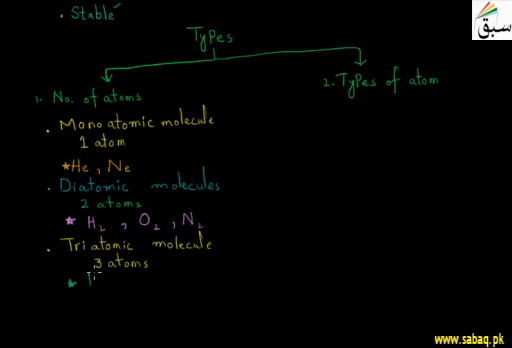 • Stable
سبق
Types
1. No. of atoms
2. Types of atom
• Mono atomic molecule
1 atom
* He, Ne
• Diatomic molecules
2 atoms
* H₂, O₂, N₂
• Tri atomic molecule
3 atoms
*
www.sabaq.pk